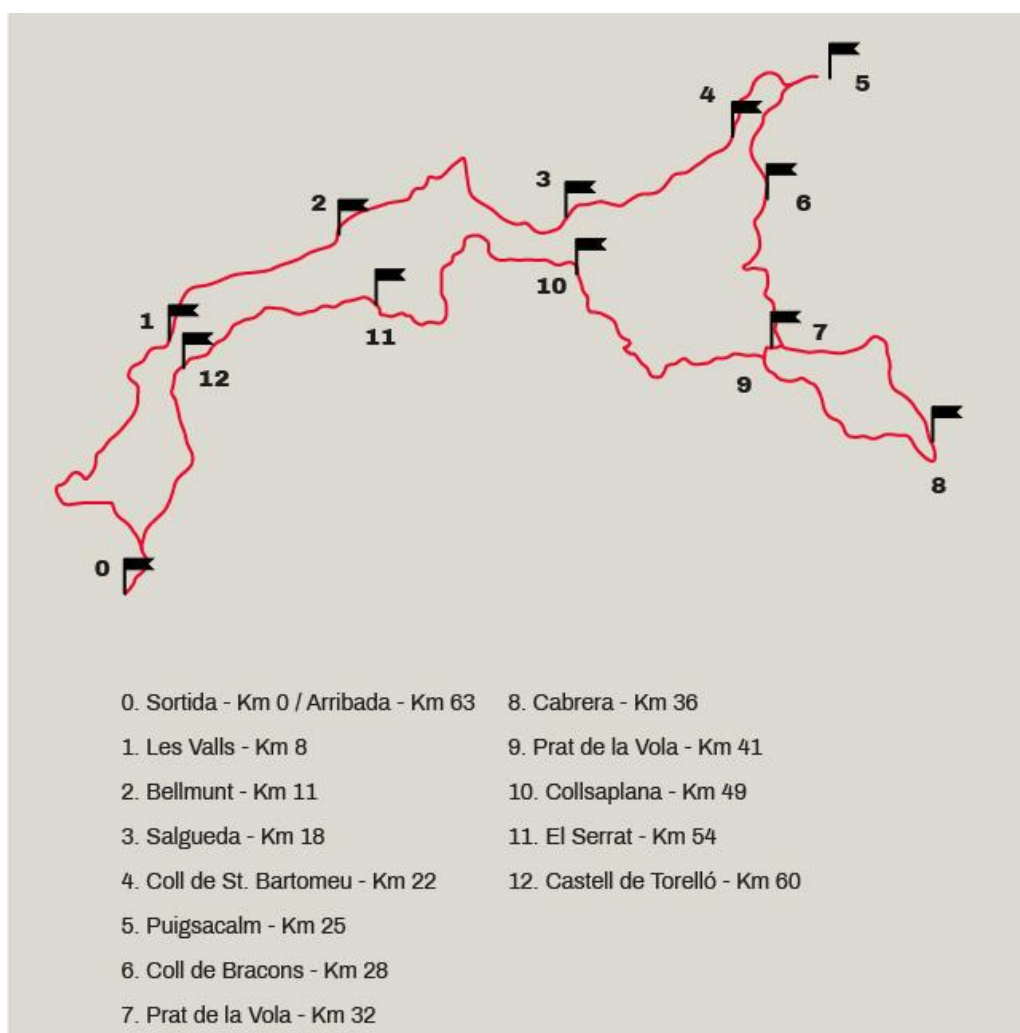 5
4
3
6
2
10
1
11
7
12
9
8
0
0. Sortida - Km 0 / Arribada - Km 63
1. Les Valls - Km 8
2. Bellmunt - Km 11
3. Salgueda - Km 18
4. Coll de St. Bartomeu - Km 22
5. Puigsacalm - Km 25
6. Coll de Bracons - Km 28
7. Prat de la Vola - Km 32
8. Cabrera - Km 36
9. Prat de la Vola - Km 41
10. Collsaplana - Km 49
11. El Serrat - Km 54
12. Castell de Torelló - Km 60